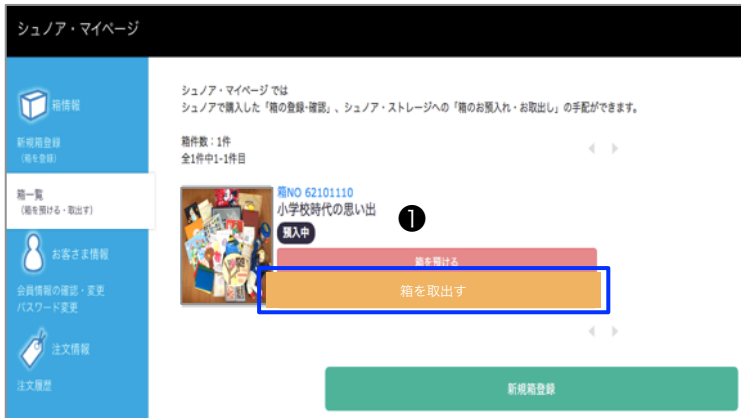 シュノア・マイページ
箱情報
新規箱登録
（箱を登録）
箱一覧
（箱を預ける・取出す）
お客さま情報
会員情報の確認・変更
パスワード変更
注文情報
注文履歴
シュノア・マイページ では
シュノアで購入した「箱の登録·確認」、シュノア・ストレージへの「箱のお預入れ・お取出し」の手配ができます。
箱件数：1件
全1件中1-1件目
箱NO 62101110
小学校時代の思い出
❶
預入中
箱を預ける
箱を取出す
新規箱登録